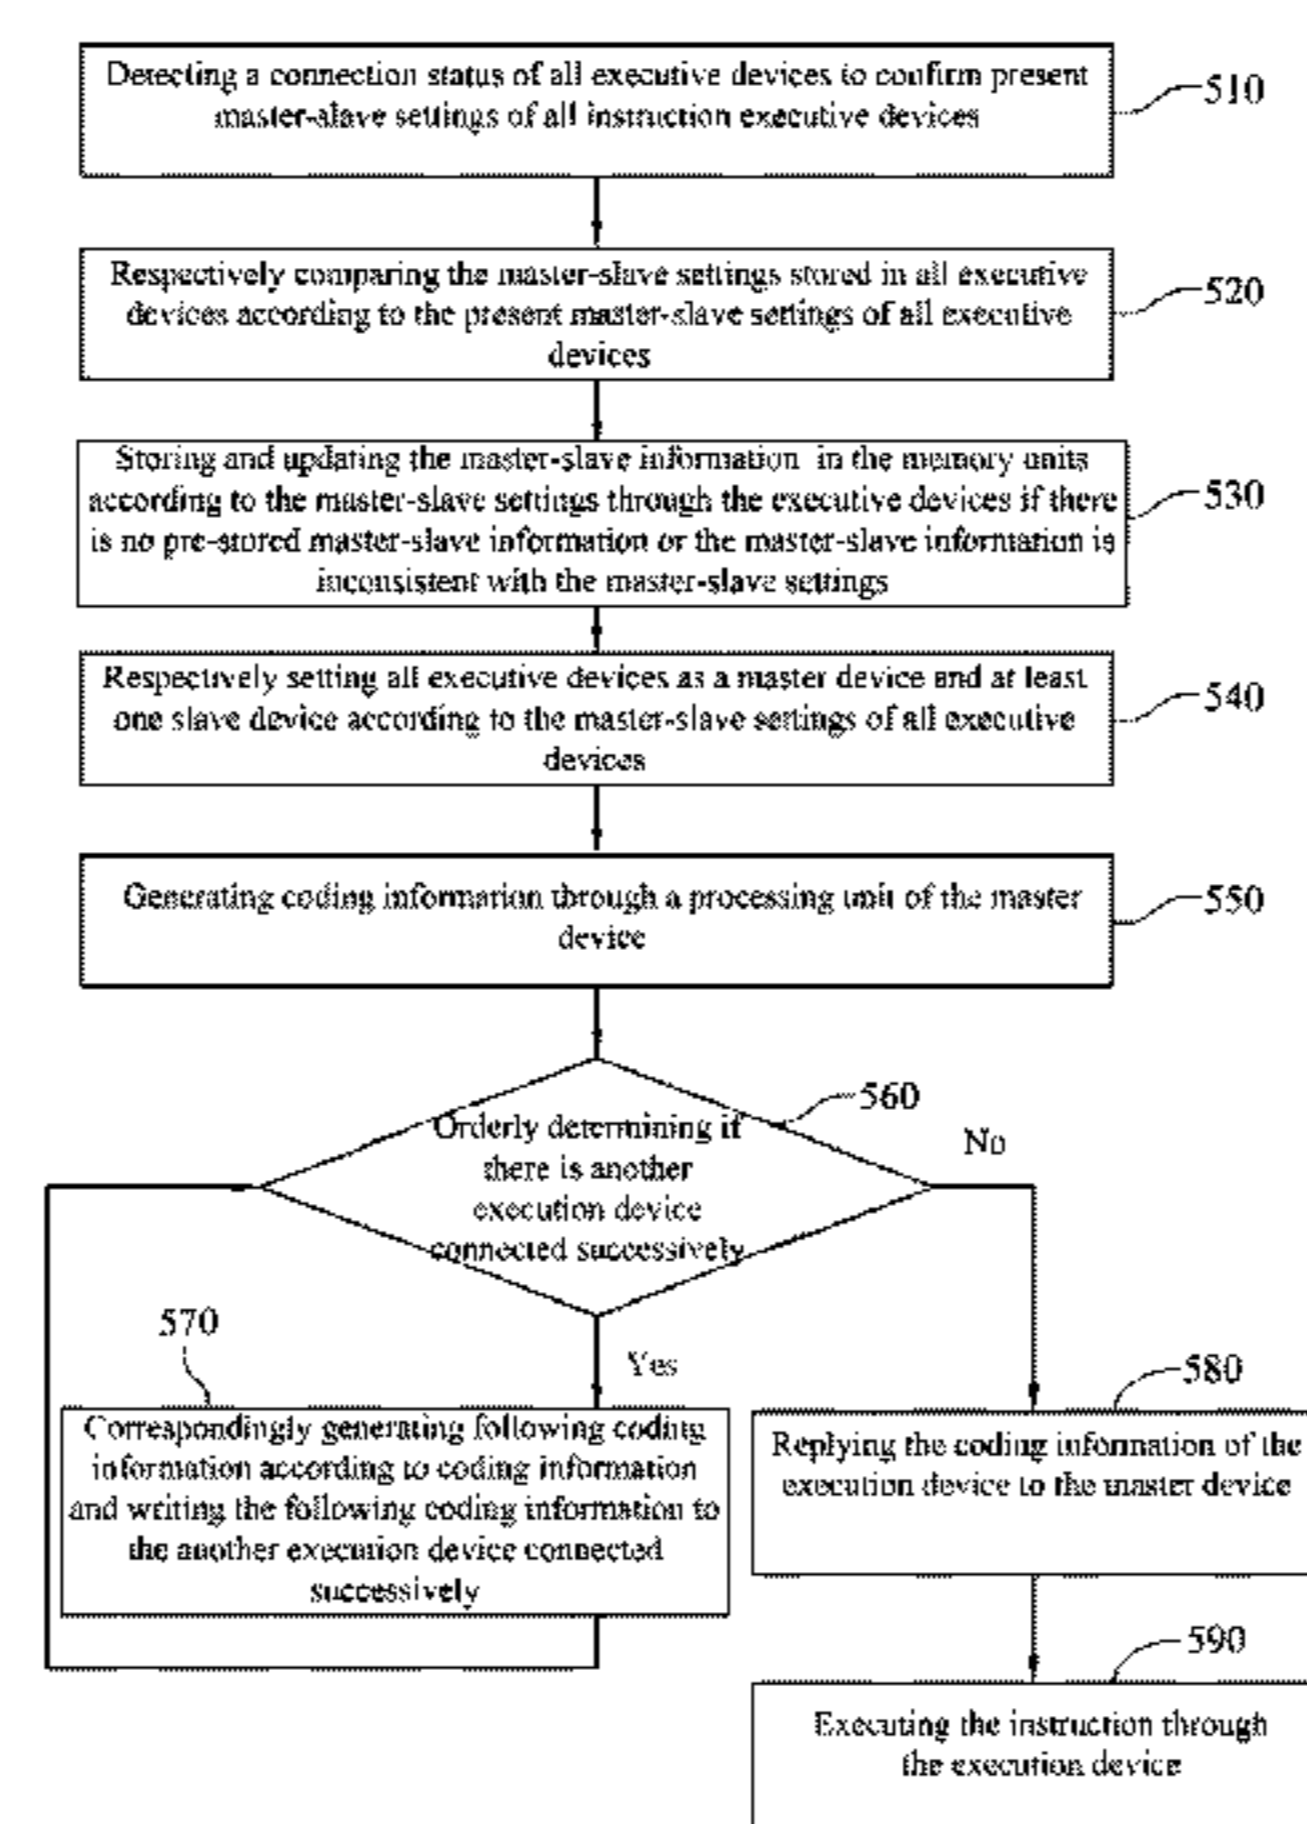 Detecting a connection status of all executive devices to confirm present
master-slave settings of all instruction executive devices
510
Respectively comparing the master-slave settings stored in all executive
devices according to the present master-slave settings of all executive
devices
520
Storing and updating the master-slave information in the memory units
according to the master-slave settings through the executive devices if there
is no pre-stored master-slave information or the master-slave information is
inconsistent with the master-slave settings
530
Respectively setting all executive devices as a master device and at least
one slave device according to the master-slave settings of all executive
devices
540
Generating coding information through a processing unit of the master
device
550
560
Orderly determining if
there is another
execution device
connected successively
No
570
Yes
Correspondingly generating following coding
information according to coding information
and writing the following coding information to
the another execution device connected
successively
580
Replying the coding information of the
execution device to the master device
590
Executing the instruction through
the execution device